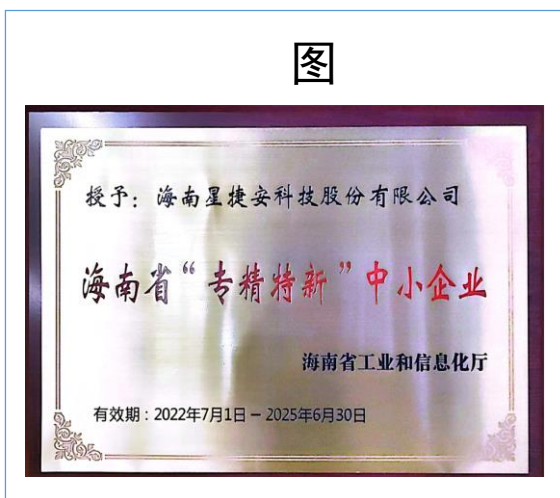 图
授予：海南星捷安科技股份有限公司
海南省“专精特新”中小企业
海南省工业和信息化厅
有效期：2022年7月1日－2025年6月30日